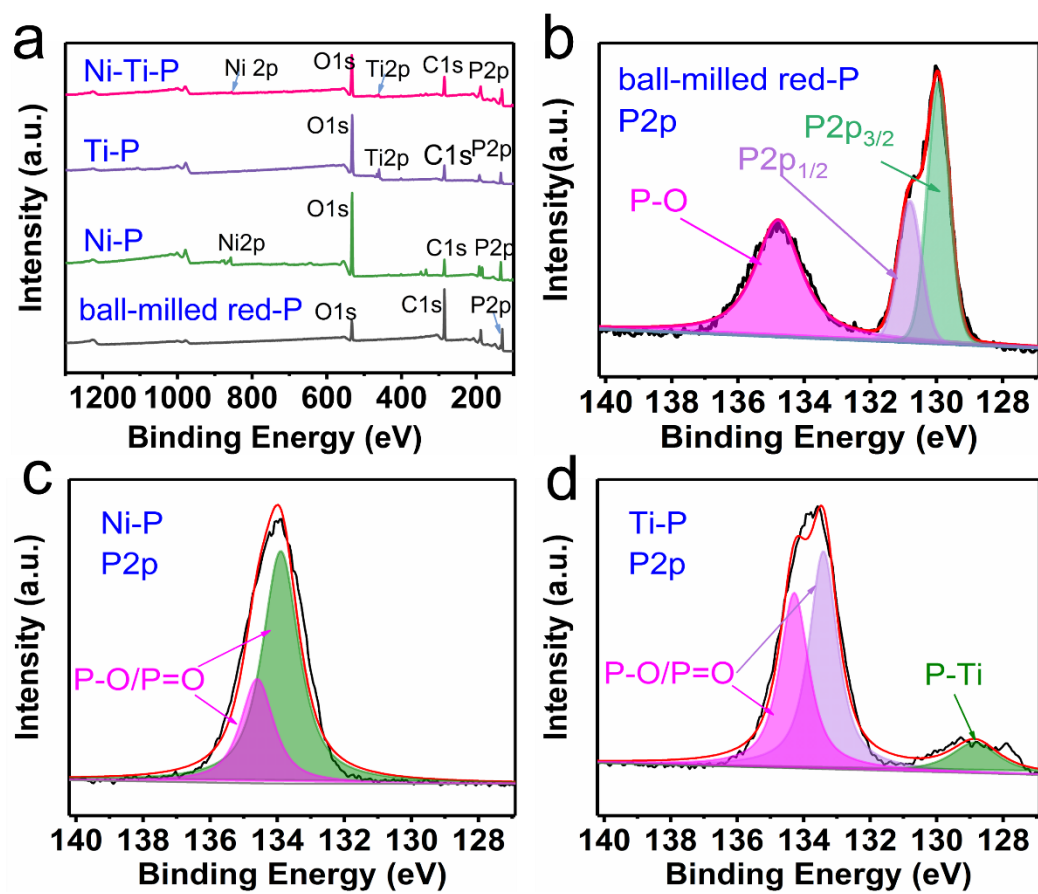 a
Ni-Ti-P
Ni 2p
O1s
Ti2p
C1s
P2p
Ti-P
O1s
Ti2p
C1s
P2p
Ni-P
O1s
Ni2p
C1s
P2p
ball-milled red-P
O1s
C1s
P2p
Intensity (a.u.)
1200 1000 800 600 400 200
Binding Energy (eV)
b
ball-milled red-P
P2p
P2p3/2
P2p1/2
P-O
Intensity(a.u.)
140 138 136 134 132 130 128
Binding Energy (eV)
c
Ni-P
P2p
P-O/P=O
Intensity (a.u.)
140 138 136 134 132 130 128
Binding Energy (eV)
d
Ti-P
P2p
P-O/P=O
P-Ti
Intensity (a.u.)
140 138 136 134 132 130 128
Binding Energy (eV)